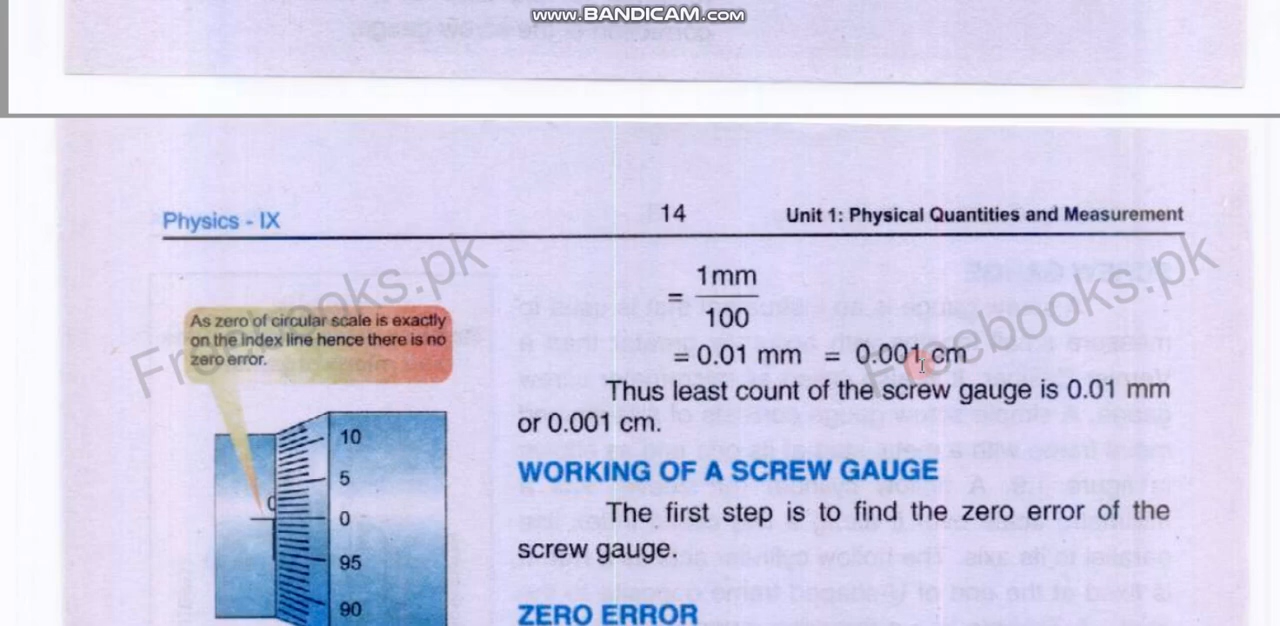 www.BANDICAM.com
Physics - IX
14
Unit 1: Physical Quantities and Measurement
As zero of circular scale is exactly
on the index line hence there is no
zero error.
10
5
0
0
95
90
= 1mm
100
= 0.01 mm = 0.001 cm
Thus least count of the screw gauge is 0.01 mm
or 0.001 cm.
WORKING OF A SCREW GAUGE
The first step is to find the zero error of the
screw gauge.
ZERO ERROR
Freebooks.pk
Freebooks.pk